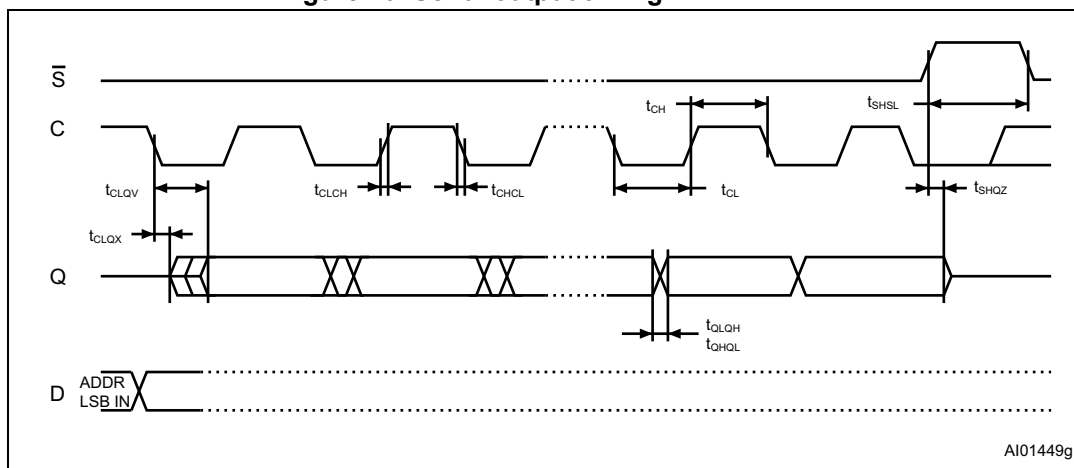 S
tCH
tSHSL
C
tCLQV
tCLCH
tCHCL
tCL
tSHQZ
tCLQX
Q
tQLQH
tQHQL
ADDR
D
LSB IN
AI01449g